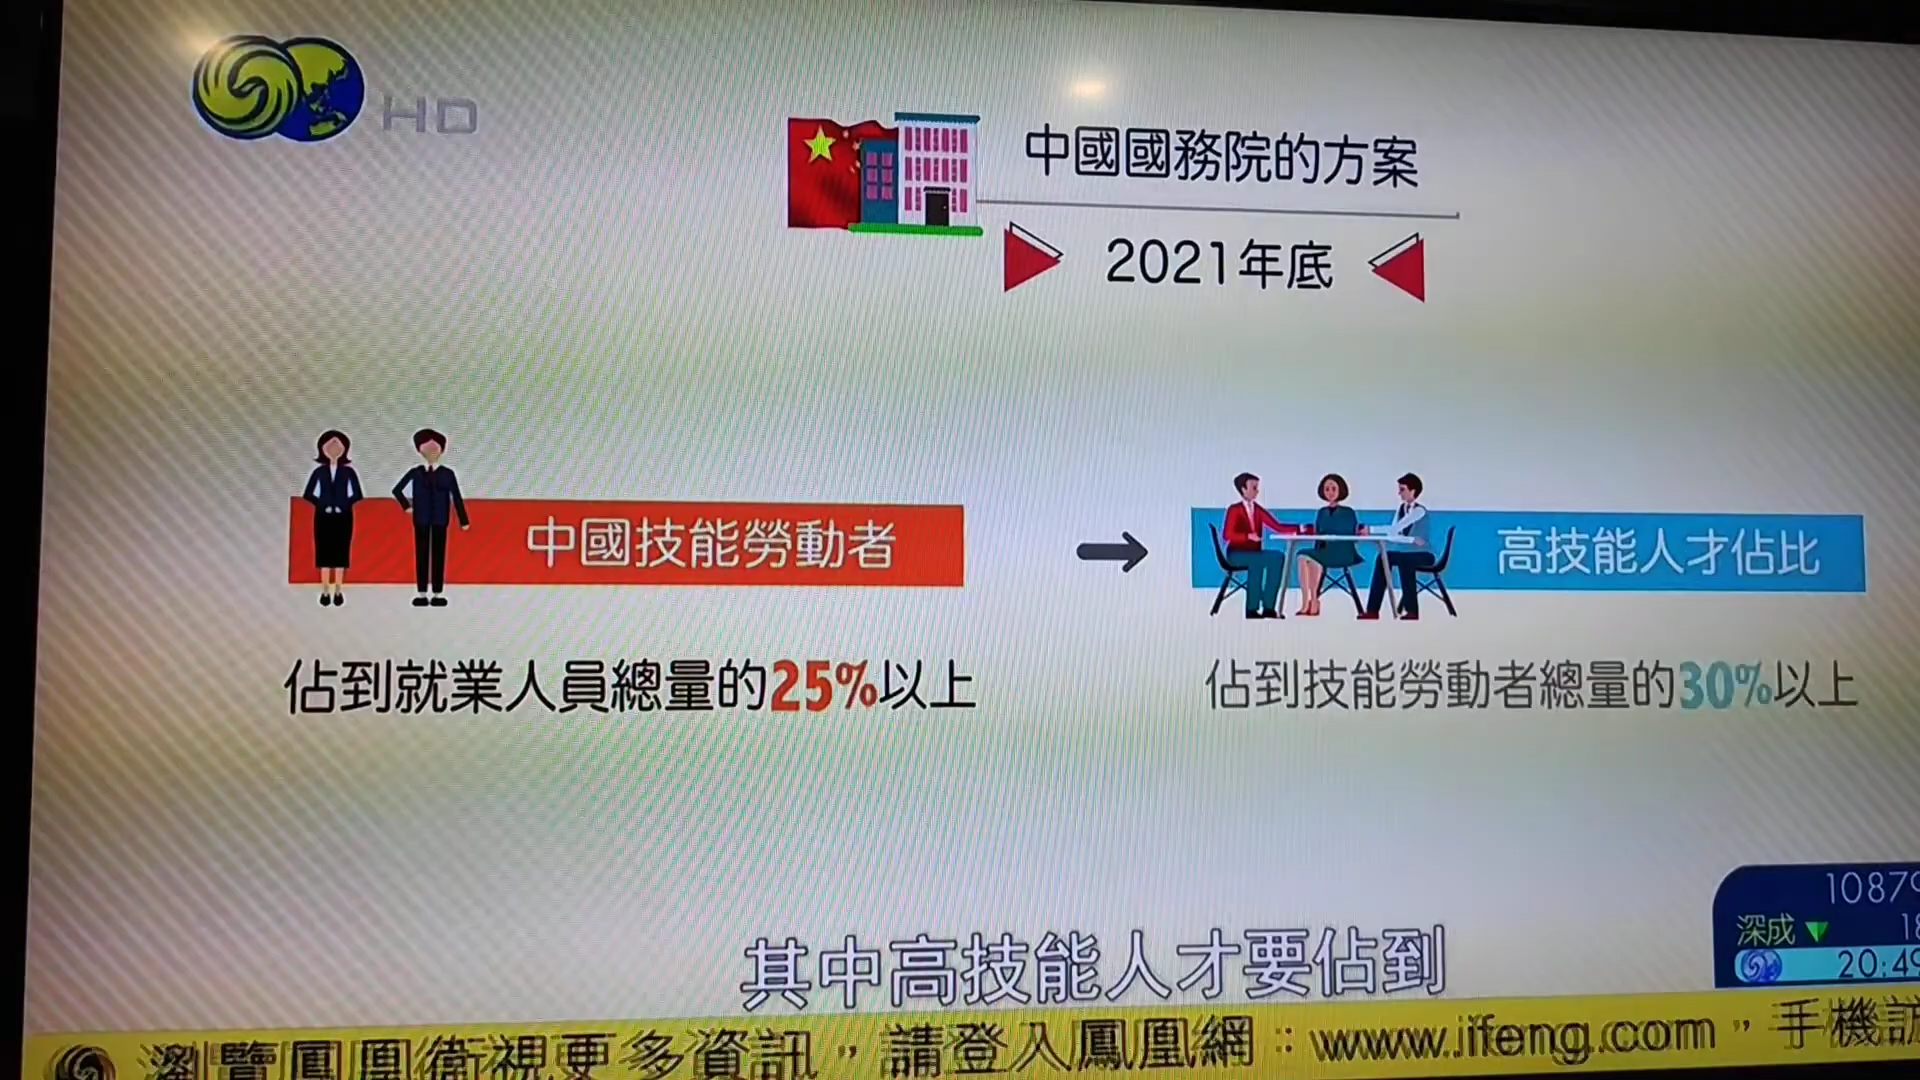 HD
中國國務院的方案
2021年底
中國技能勞動者
高技能人才佔比
佔到就業人員總量的25%以上
佔到技能勞動者總量的30%以上
其中高技能人才要佔到
1087
深成
20:49
瀏覽鳳凰衛視更多資訊，請登入鳳凰網：www.ifeng.com，手機訪